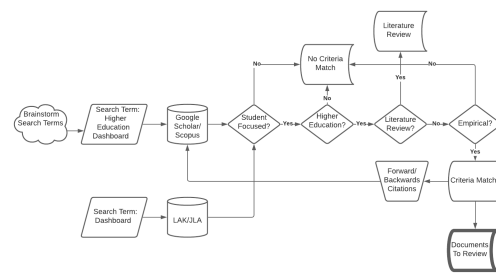 Literature
Review
No
No Criteria
Match
No
Yes
No
Brainstorm
Search Terms
Search Term:
Higher
Education
Dashboard
Google
Scholar/
Scopus
Student
Focused?
Yes
Higher
Education?
Yes
Literature
Review?
No
Empirical?
Yes
Forward/
Backwards
Citations
Criteria Match
Search Term:
Dashboard
LAK/JLA
Documents
To Review